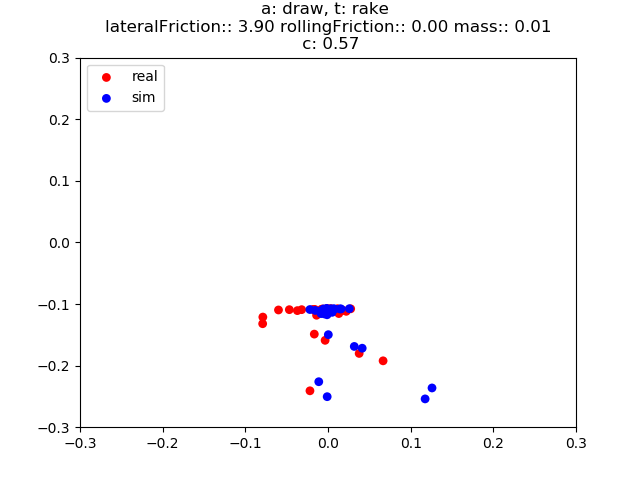 a: draw, t: rake
lateralFriction:: 3.90 rollingFriction:: 0.00 mass:: 0.01
c: 0.57
real
sim
0.3
0.2
0.1
0.0
−0.1
−0.2
−0.3
−0.3 −0.2 −0.1 0.0 0.1 0.2 0.3